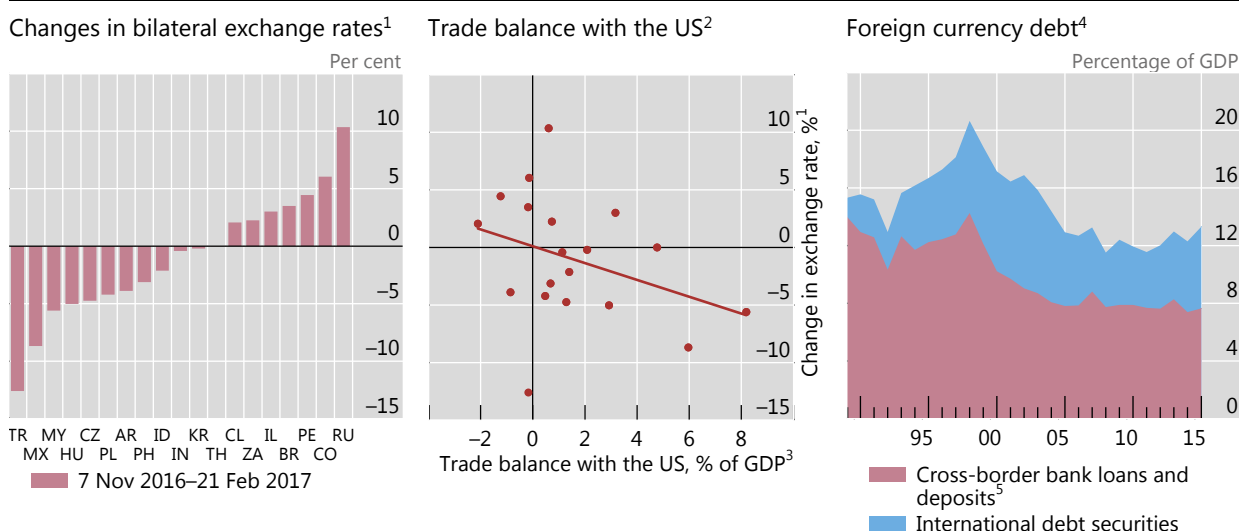 Changes in bilateral exchange rates¹
Per cent
10
5
0
–5
–10
–15
TR MY CZ AR ID KR CL IL PE RU
MX HU PL PH IN TH ZA BR CO
7 Nov 2016–21 Feb 2017
Trade balance with the US²
10
5
0
–5
–10
–15
Change in exchange rate, %¹
–2 0 2 4 6 8
Trade balance with the US, % of GDP³
Foreign currency debt⁴
Percentage of GDP
20
16
12
8
4
0
95 00 05 10 15
Cross-border bank loans and
deposits⁵
International debt securities